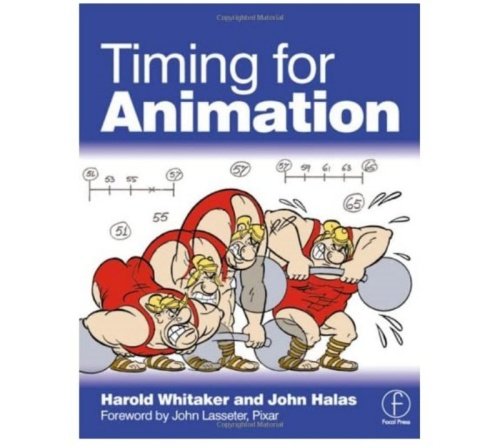 Timing for
Animation
51 53 55 57
57
57 59 61 63 65
55
51
65
Harold Whitaker and John Halas
Foreword by John Lasseter, Pixar
Focal Press